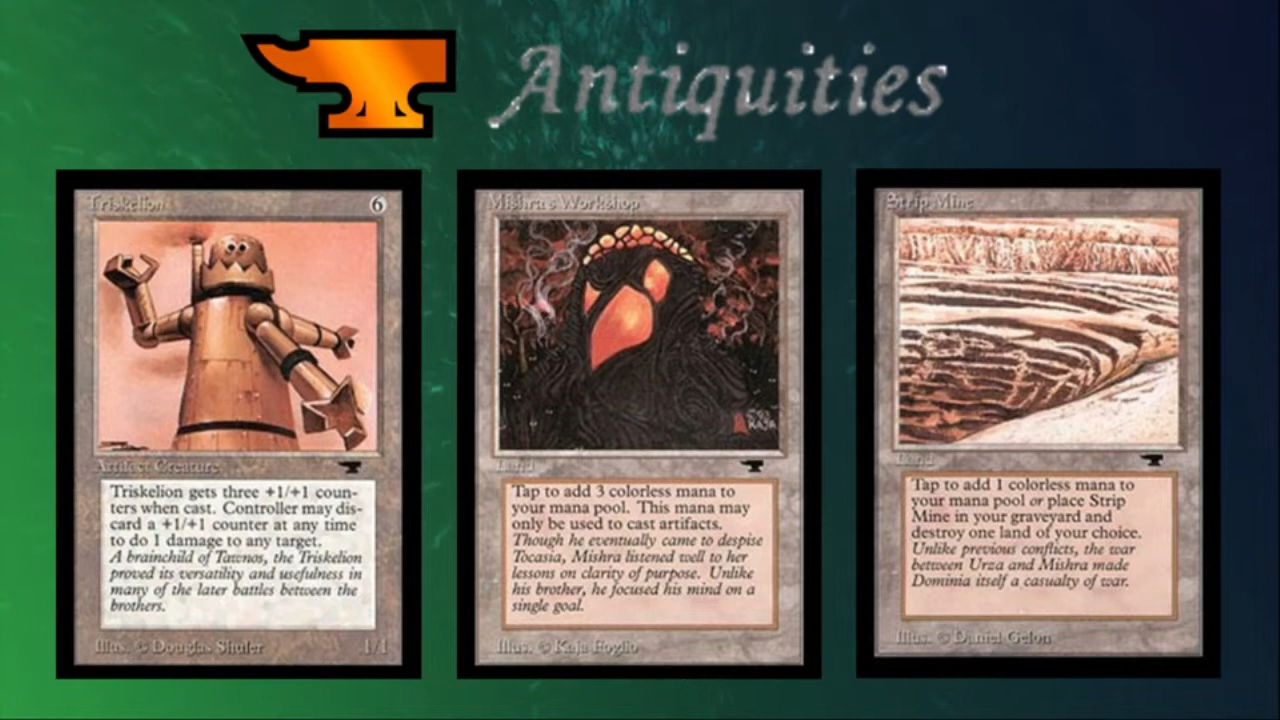 Antiquities
Triskelion 6
Artifact Creature
Triskelion gets three +1/+1 coun-
ters when cast. Controller may dis-
card a +1/+1 counter at any time
to do 1 damage to any target.
A brainchild of Tawnos, the Triskelion
proved its versatility and usefulness in
many of the later battles between the
brothers.
Illus. © Douglas Shuler 1/1
Mishra's Workshop
Land
Tap to add 3 colorless mana to
your mana pool. This mana may
only be used to cast artifacts.
Though he eventually came to despise
Tocasia, Mishra listened well to her
lessons on clarity of purpose. Unlike
his brother, he focused his mind on a
single goal.
Illus. © Kaja Foglio
Strip Mine
Land
Tap to add 1 colorless mana to
your mana pool or place Strip
Mine in your graveyard and
destroy one land of your choice.
Unlike previous conflicts, the war
between Urza and Mishra made
Dominia itself a casualty of war.
Illus. © Daniel Gelon